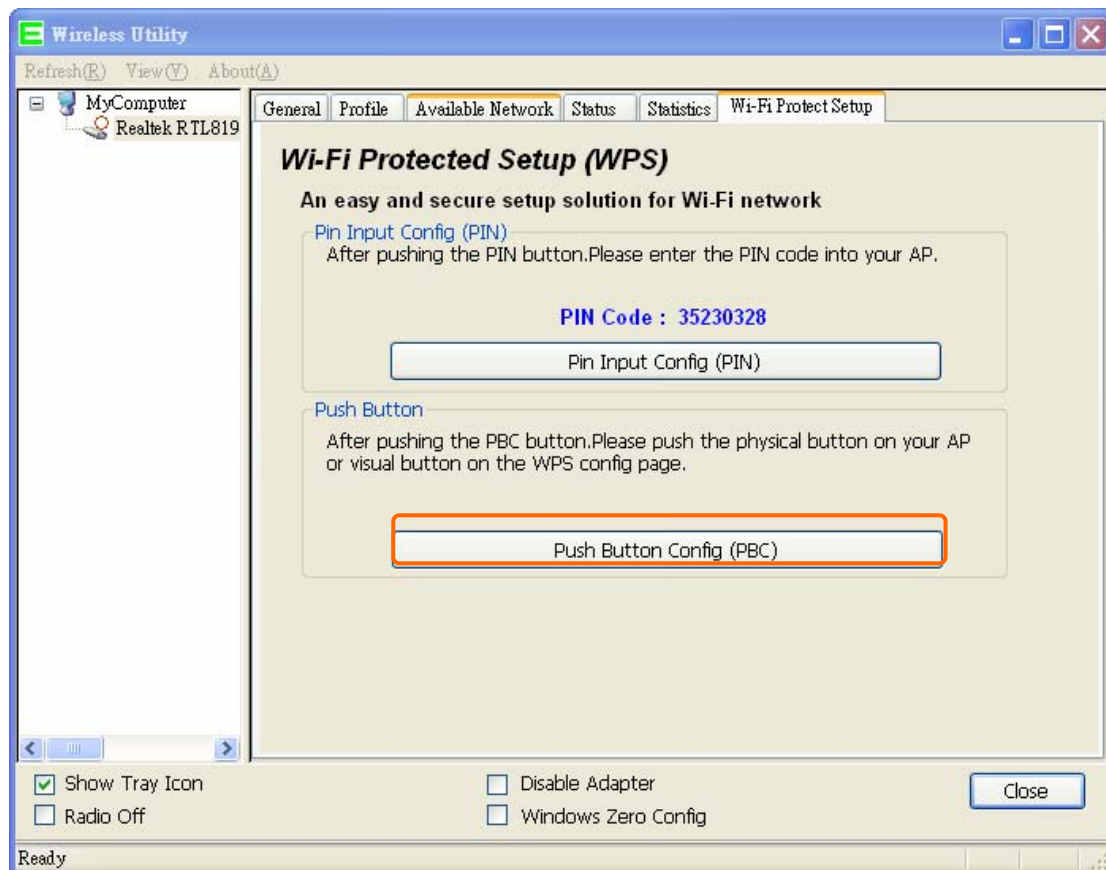 Wireless Utility
Refresh(R) View(V) About(A)
MyComputer
Realtek RTL819
General Profile Available Network Status Statistics Wi-Fi Protect Setup
Wi-Fi Protected Setup (WPS)
An easy and secure setup solution for Wi-Fi network
Pin Input Config (PIN)
After pushing the PIN button.Please enter the PIN code into your AP.
PIN Code : 35230328
Pin Input Config (PIN)
Push Button
After pushing the PBC button.Please push the physical button on your AP
or visual button on the WPS config page.
Push Button Config (PBC)
Show Tray Icon
Disable Adapter
Close
Radio Off
Windows Zero Config
Ready